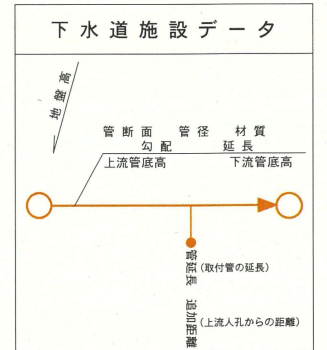 下水道施設データ
地盤高
管断面 管径 材質
勾配 延長
上流管底高 下流管底高
管延長 (取付管の延長)
追加距離 (上流人孔からの距離)